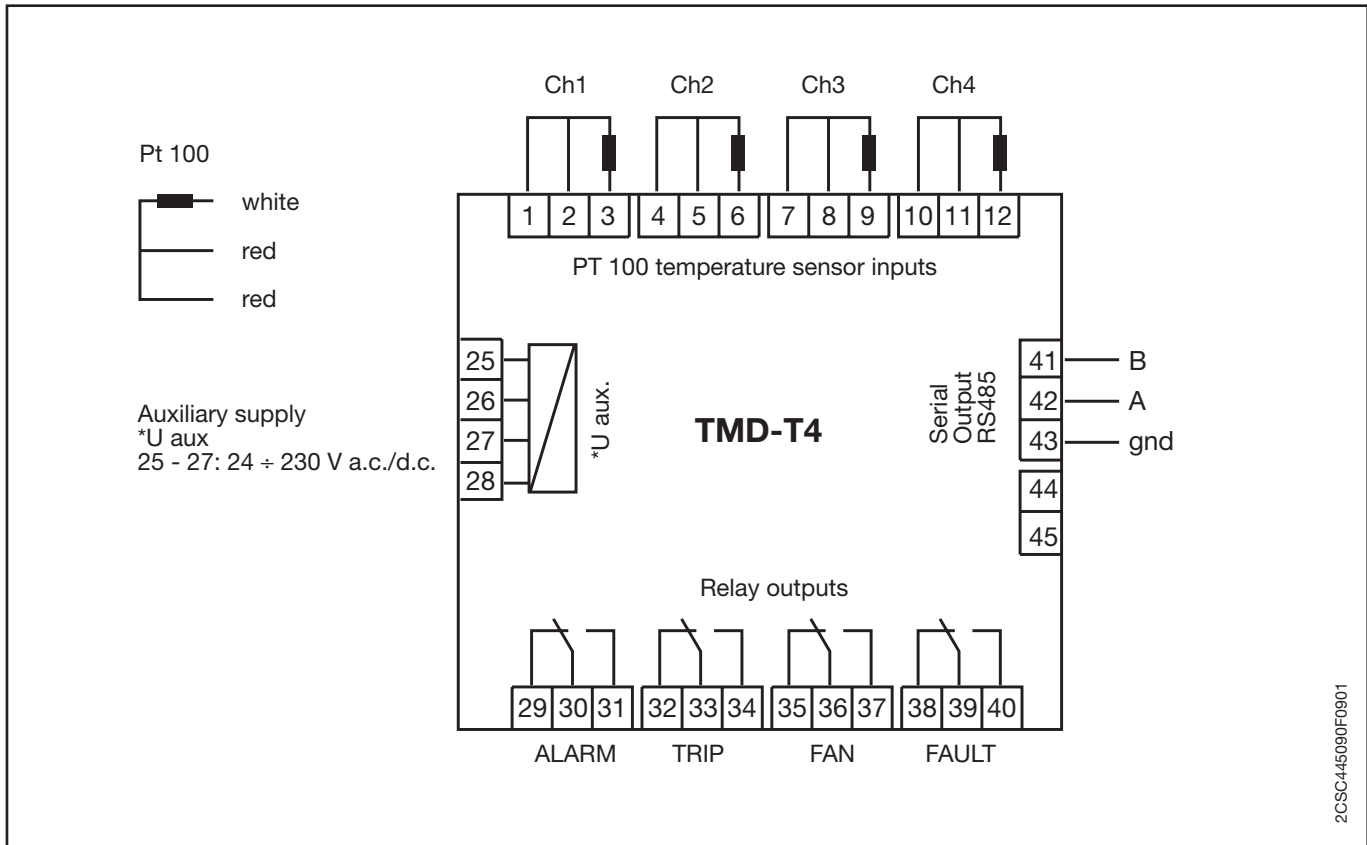 Ch1 Ch2 Ch3 Ch4
Pt 100
white
red
red
1 2 3 4 5 6 7 8 9 10 11 12
PT 100 temperature sensor inputs
Auxiliary supply
*U aux
25 - 27: 24 ÷ 230 V a.c./d.c.
25
26
27
28
*U aux.
TMD-T4
Serial
Output
RS485
41 B
42 A
43 gnd
44
45
Relay outputs
29 30 31 32 33 34 35 36 37 38 39 40
ALARM TRIP FAN FAULT
2CSC445090F0901